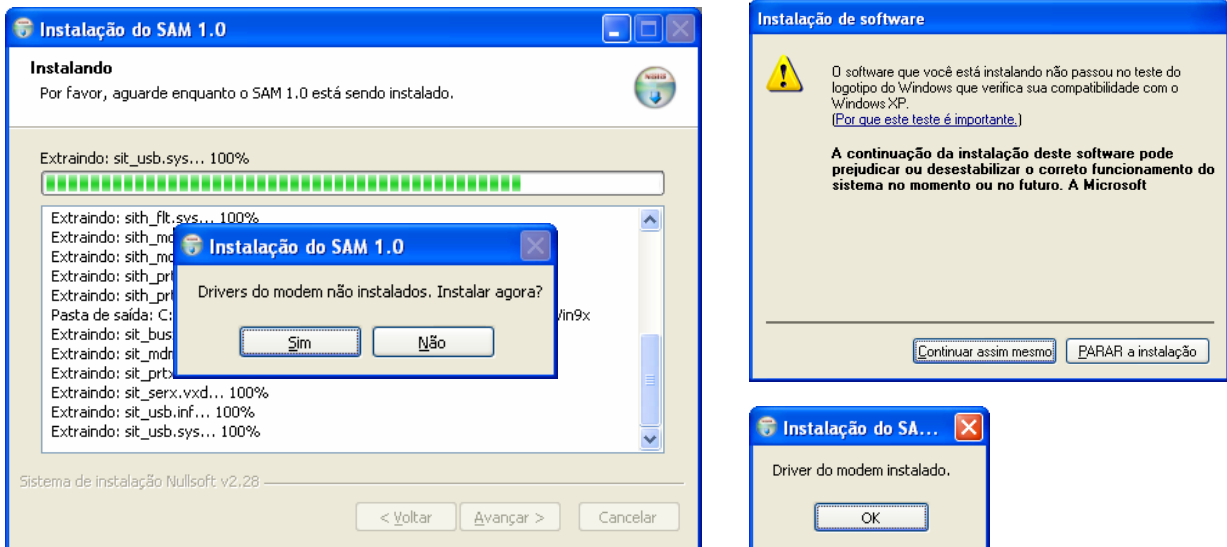 Instalação do SAM 1.0
Instalando
Por favor, aguarde enquanto o SAM 1.0 está sendo instalado.
Extraindo: sit_usb.sys... 100%
Extraindo: sith_flt.sys... 100%
Extraindo: sith_mo
Extraindo: sith_mo
Extraindo: sith_prt
Extraindo: sith_prt
Pasta de saída: C: /in9x
Extraindo: sit_bus
Extraindo: sit_mdm
Extraindo: sit_prtx
Extraindo: sit_serx.vxd... 100%
Extraindo: sit_usb.inf... 100%
Extraindo: sit_usb.sys... 100%
Sistema de instalação Nullsoft v2.28
< Voltar Avançar > Cancelar
Instalação do SAM 1.0
Drivers do modem não instalados. Instalar agora?
Sim Não
Instalação de software
O software que você está instalando não passou no teste do
logotipo do Windows que verifica sua compatibilidade com o
Windows XP.
(Por que este teste é importante.)
A continuação da instalação deste software pode
prejudicar ou desestabilizar o correto funcionamento do
sistema no momento ou no futuro. A Microsoft
Continuar assim mesmo PARAR a instalação
Instalação do SA...
Driver do modem instalado.
OK